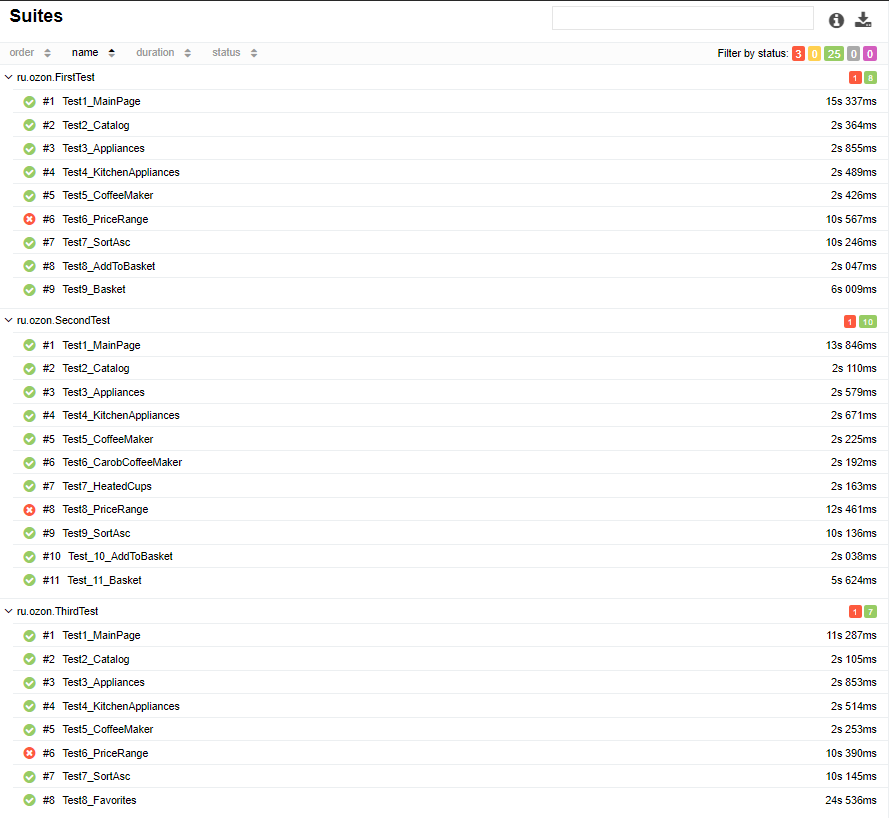 Suites
order name duration status Filter by status: 3 0 25 0 0
ru.ozon.FirstTest 1 8
#1 Test1_MainPage 15s 337ms
#2 Test2_Catalog 2s 364ms
#3 Test3_Appliances 2s 855ms
#4 Test4_KitchenAppliances 2s 489ms
#5 Test5_CoffeeMaker 2s 426ms
#6 Test6_PriceRange 10s 567ms
#7 Test7_SortAsc 10s 246ms
#8 Test8_AddToBasket 2s 047ms
#9 Test9_Basket 6s 009ms
ru.ozon.SecondTest 1 10
#1 Test1_MainPage 13s 846ms
#2 Test2_Catalog 2s 110ms
#3 Test3_Appliances 2s 579ms
#4 Test4_KitchenAppliances 2s 671ms
#5 Test5_CoffeeMaker 2s 225ms
#6 Test6_CarobCoffeeMaker 2s 192ms
#7 Test7_HeatedCups 2s 163ms
#8 Test8_PriceRange 12s 461ms
#9 Test9_SortAsc 10s 136ms
#10 Test_10_AddToBasket 2s 038ms
#11 Test_11_Basket 5s 624ms
ru.ozon.ThirdTest 1 7
#1 Test1_MainPage 11s 287ms
#2 Test2_Catalog 2s 105ms
#3 Test3_Appliances 2s 853ms
#4 Test4_KitchenAppliances 2s 514ms
#5 Test5_CoffeeMaker 2s 253ms
#6 Test6_PriceRange 10s 390ms
#7 Test7_SortAsc 10s 145ms
#8 Test8_Favorites 24s 536ms